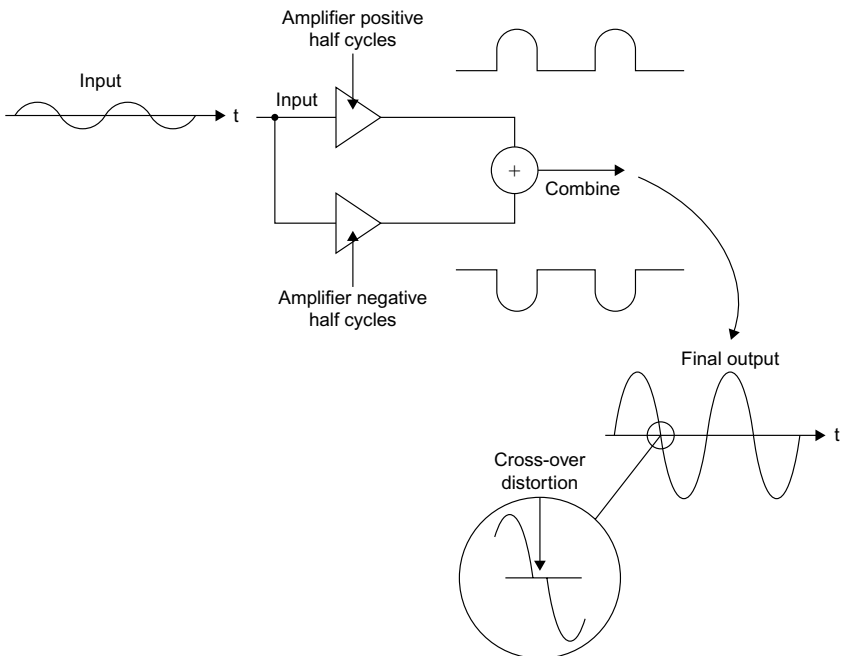 Amplifier positive
half cycles
Input
t
Input
+
Combine
Amplifier negative
half cycles
Final output
t
Cross-over
distortion